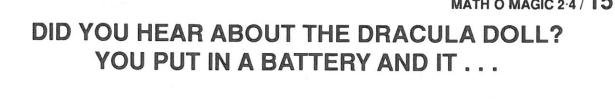 MATH O MAGIC 2·4 / 15
DID YOU HEAR ABOUT THE DRACULA DOLL?
YOU PUT IN A BATTERY AND IT . . .